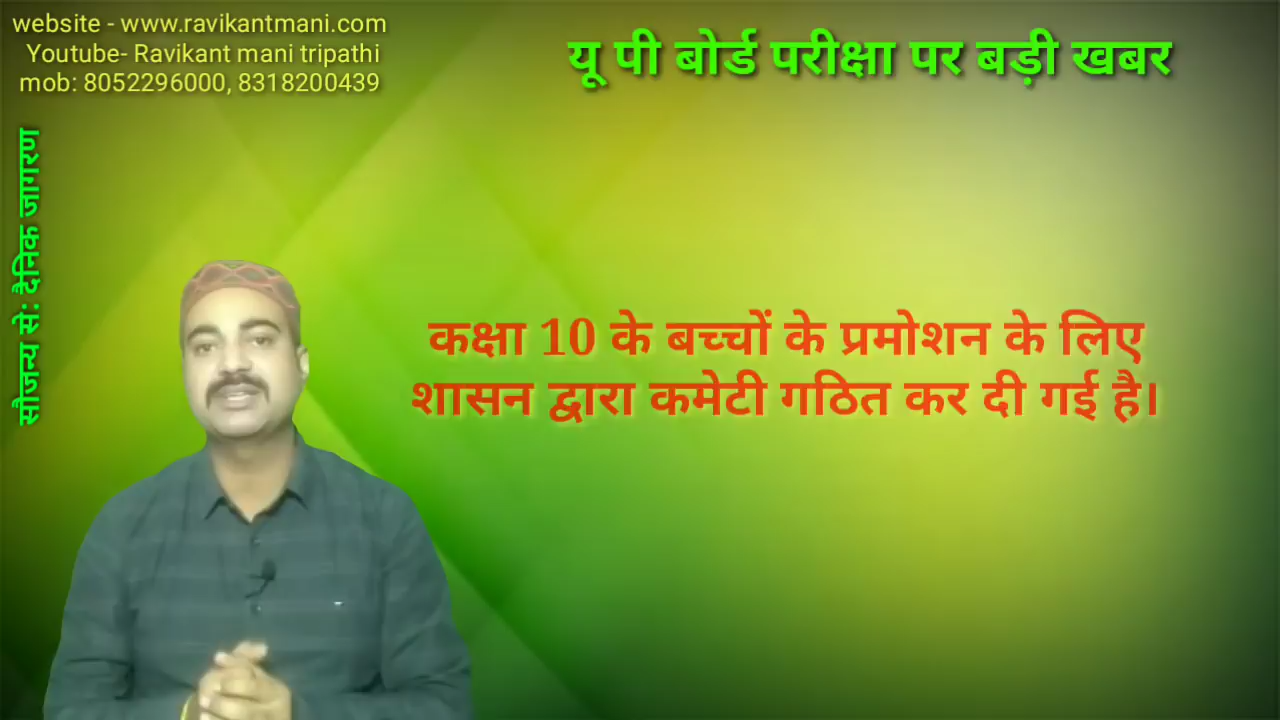 website - www.ravikantmani.com
Youtube- Ravikant mani tripathi
mob: 8052296000, 8318200439
यू पी बोर्ड परीक्षा पर बड़ी खबर
सौजन्य से: दैनिक जागरण
कक्षा 10 के बच्चों के प्रमोशन के लिए
शासन द्वारा कमेटी गठित कर दी गई है।